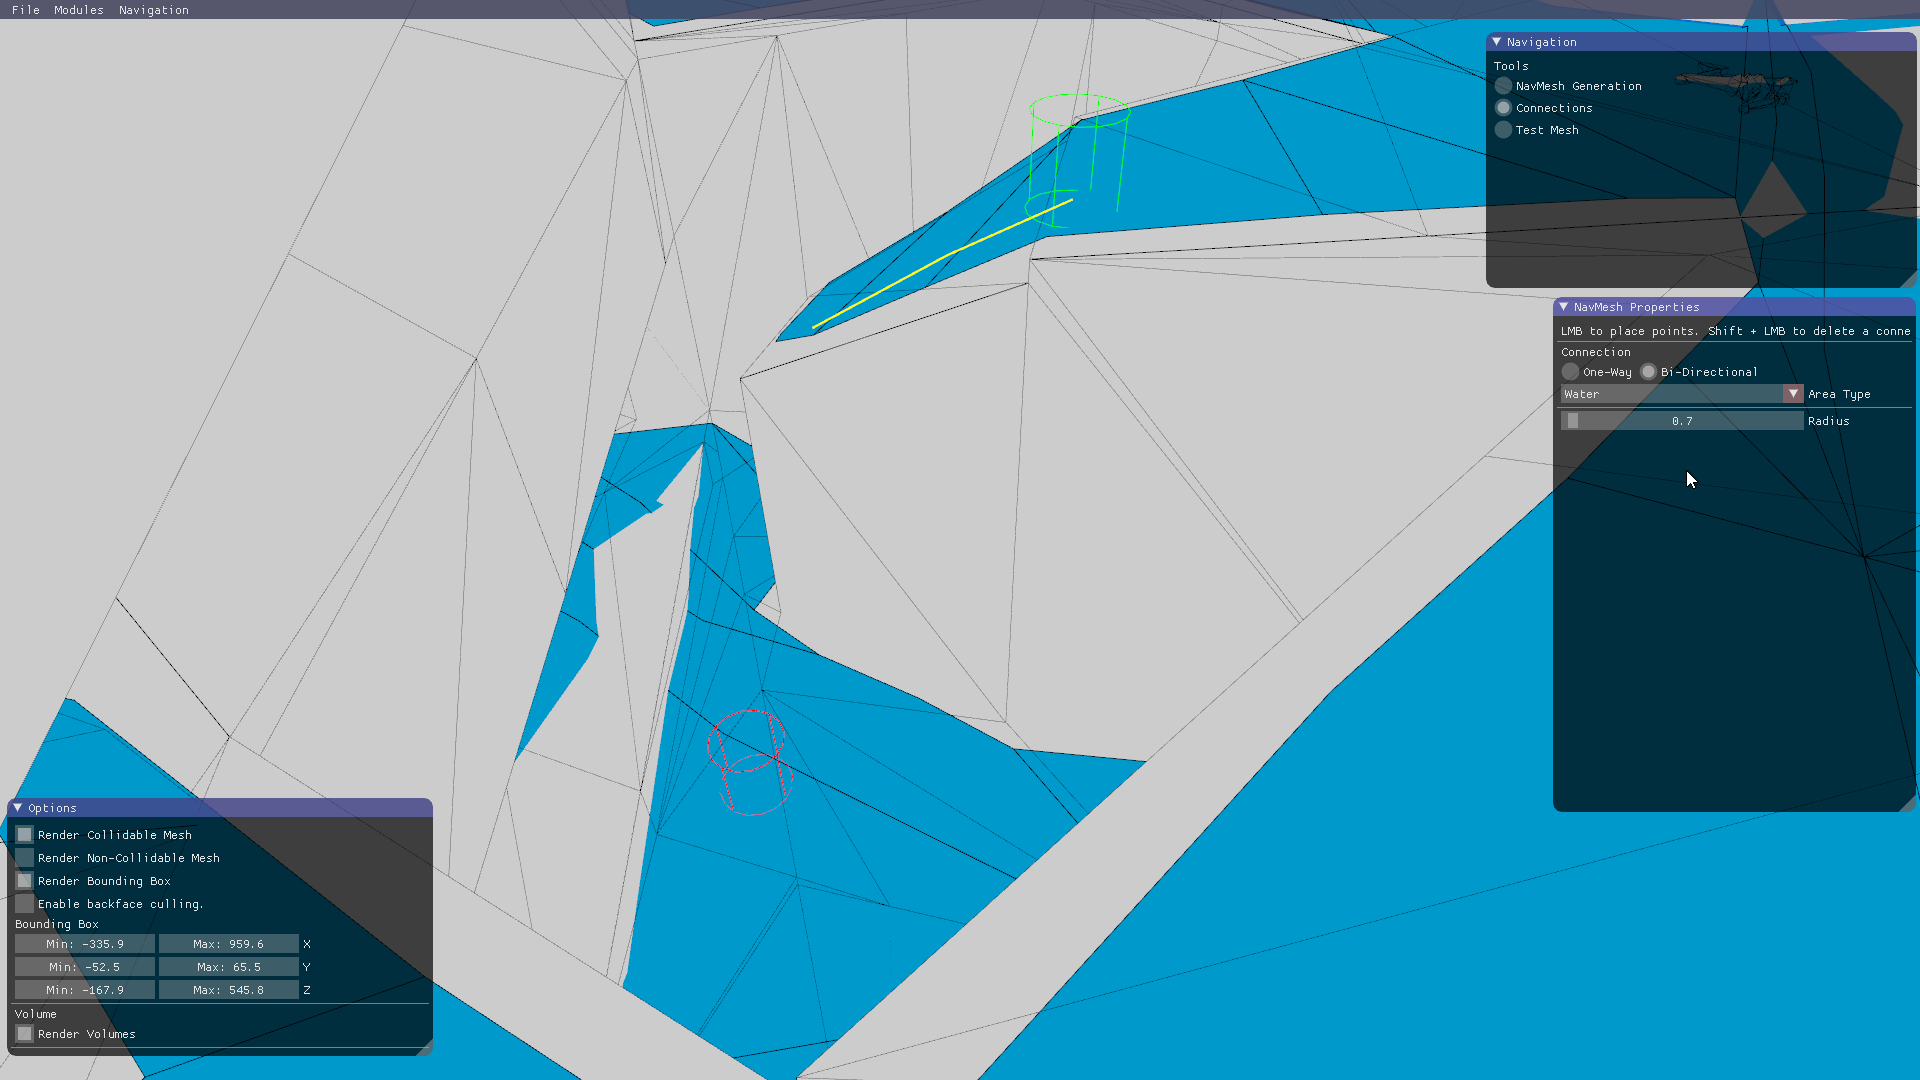 File Modules Navigation
Navigation
Tools
NavMesh Generation
Connections
Test Mesh
NavMesh Properties
LMB to place points. Shift + LMB to delete a conne
Connection
One-Way Bi-Directional
Water Area Type
0.7 Radius
Options
Render Collidable Mesh
Render Non-Collidable Mesh
Render Bounding Box
Enable backface culling.
Bounding Box
Min: -335.9 Max: 959.6 X
Min: -52.5 Max: 65.5 Y
Min: -167.9 Max: 545.8 Z
Volume
Render Volumes